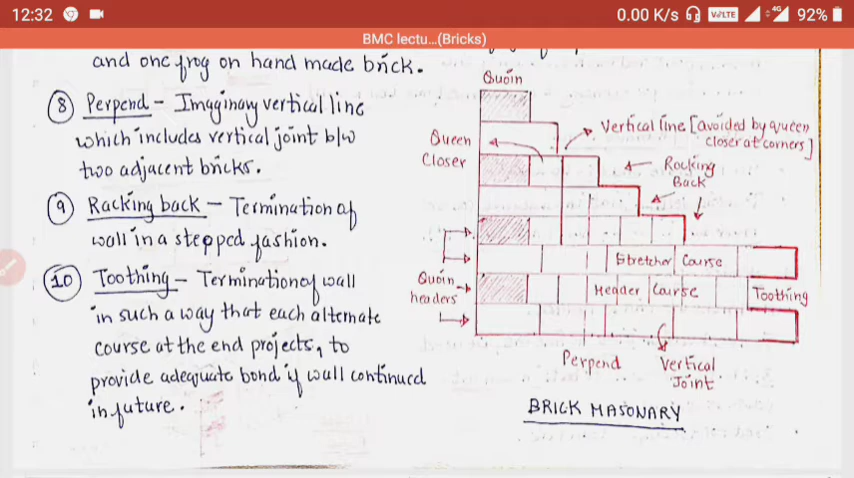 12:32
0.00 K/s VoLTE 4G 92%
BMC lectu...(Bricks)
and one frog on hand made brick.
⑧ Perpend - Imaginary vertical line
which includes vertical joint b/w
two adjacent bricks.
⑨ Racking back - Termination of
wall in a stepped fashion.
⑩ Toothing - Termination of wall
in such a way that each alternate
course at the end projects, to
provide adequate bond if wall continued
in future.
Quoin
Vertical line [avoided by queen
closer at corners]
Queen
Closer
Racking
Back
Stretcher Course
Quoin
headers
Header Course
Toothing
Perpend
Vertical
Joint
BRICK MASONARY